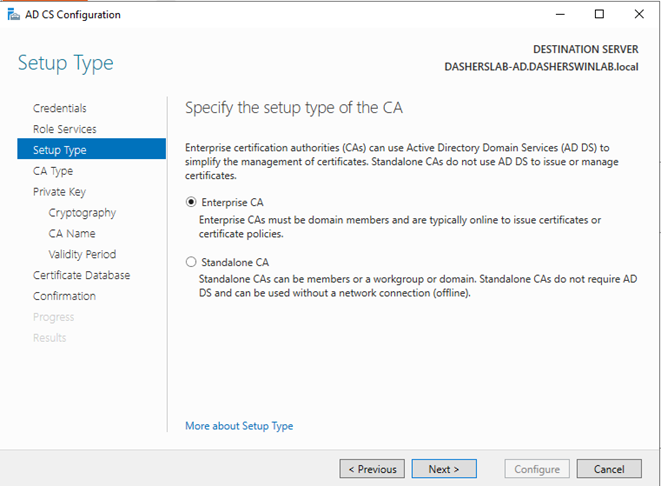 AD CS Configuration
DESTINATION SERVER
DASHERSLAB-AD.DASHERSWINLAB.local
Setup Type
Credentials
Role Services
Setup Type
CA Type
Private Key
Cryptography
CA Name
Validity Period
Certificate Database
Confirmation
Progress
Results
Specify the setup type of the CA
Enterprise certification authorities (CAs) can use Active Directory Domain Services (AD DS) to
simplify the management of certificates. Standalone CAs do not use AD DS to issue or manage
certificates.
Enterprise CA
Enterprise CAs must be domain members and are typically online to issue certificates or
certificate policies.
Standalone CA
Standalone CAs can be members or a workgroup or domain. Standalone CAs do not require AD
DS and can be used without a network connection (offline).
More about Setup Type
< Previous
Next >
Configure
Cancel